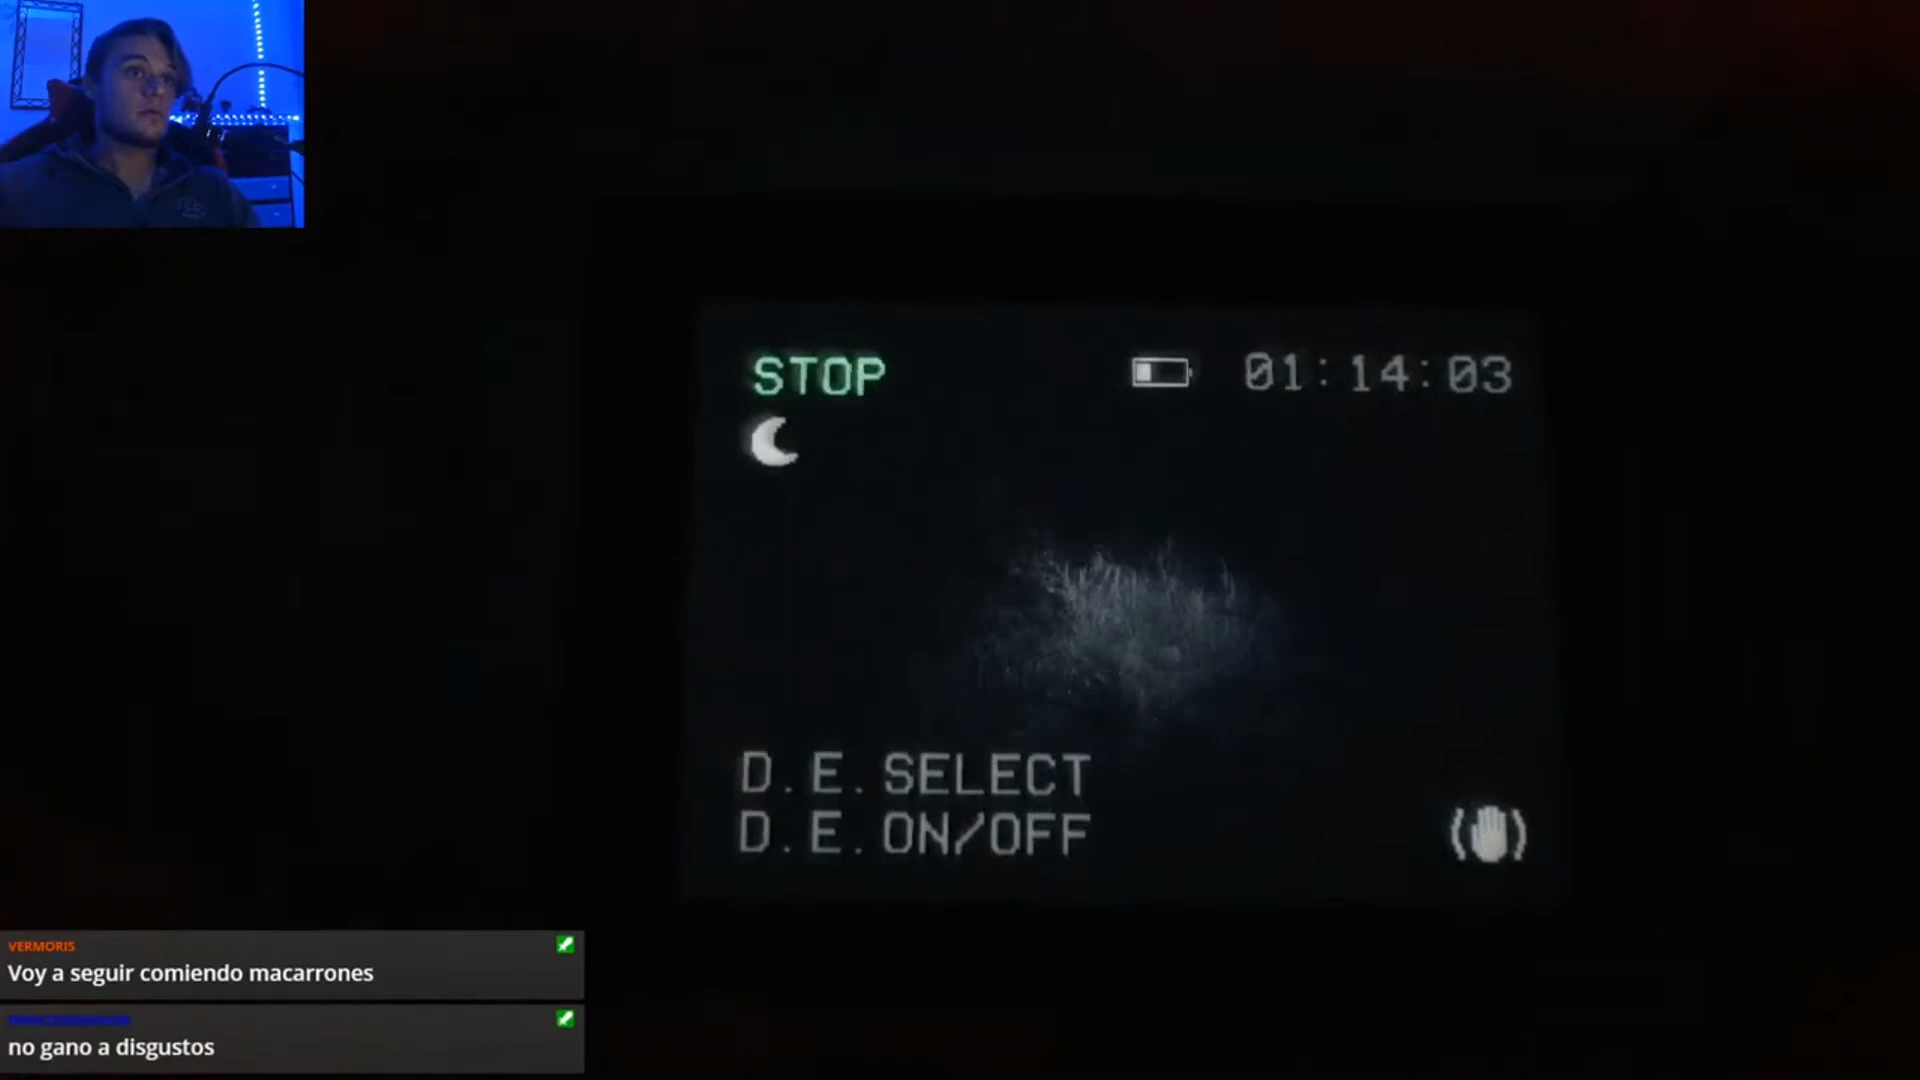 STOP
01:14:03
D.E.SELECT
D.E.ON/OFF
VERMORIS
Voy a seguir comiendo macarrones
no gano a disgustos